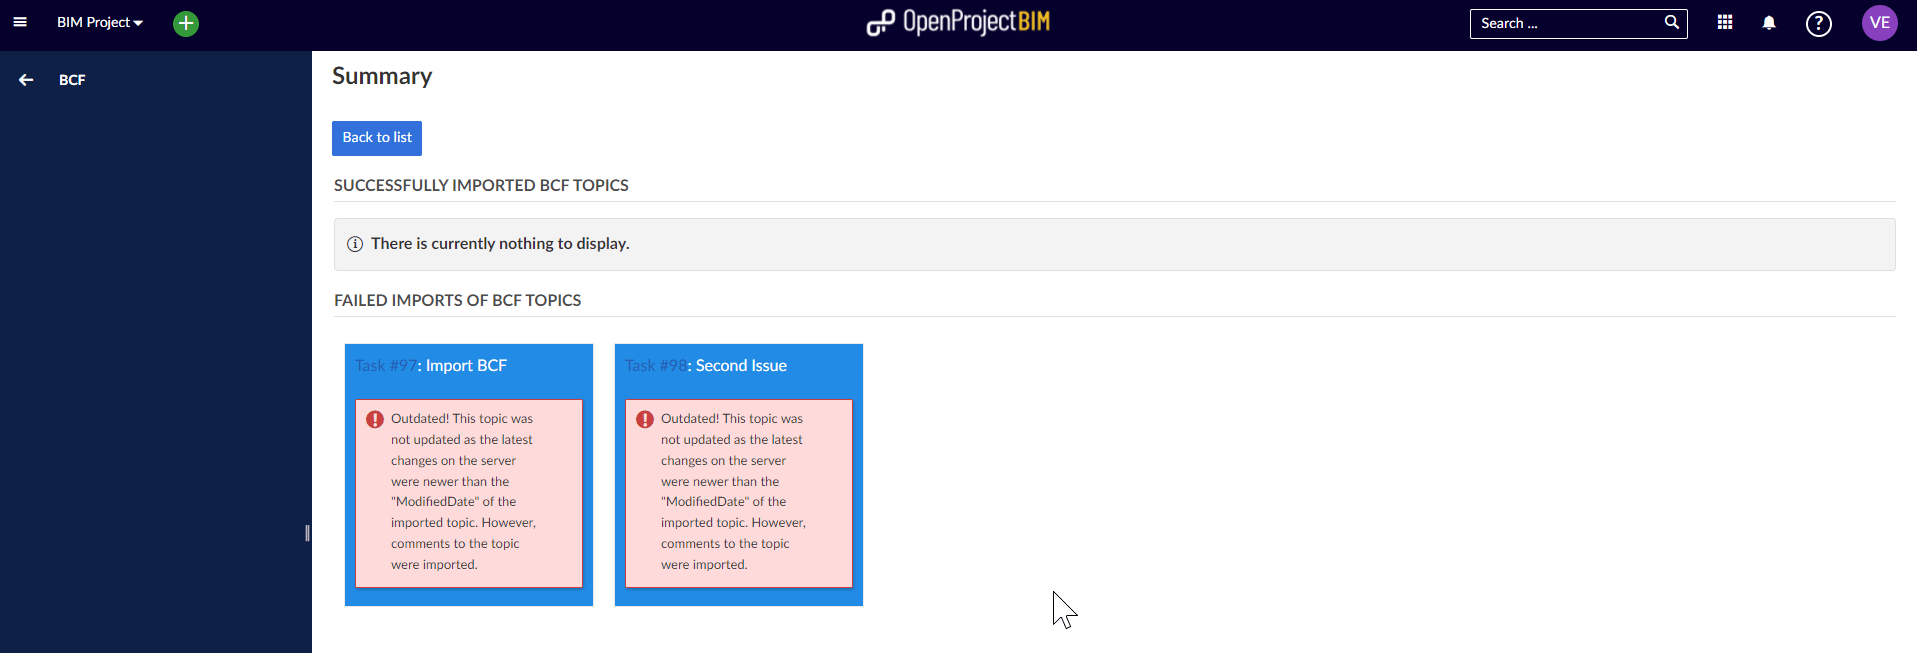 BIM Project
OpenProjectBIM
Search ...
VE
BCF
Summary
Back to list
SUCCESSFULLY IMPORTED BCF TOPICS
There is currently nothing to display.
FAILED IMPORTS OF BCF TOPICS
Task #97: Import BCF
Outdated! This topic was
not updated as the latest
changes on the server
were newer than the
"ModifiedDate" of the
imported topic. However,
comments to the topic
were imported.
Task #98: Second Issue
Outdated! This topic was
not updated as the latest
changes on the server
were newer than the
"ModifiedDate" of the
imported topic. However,
comments to the topic
were imported.